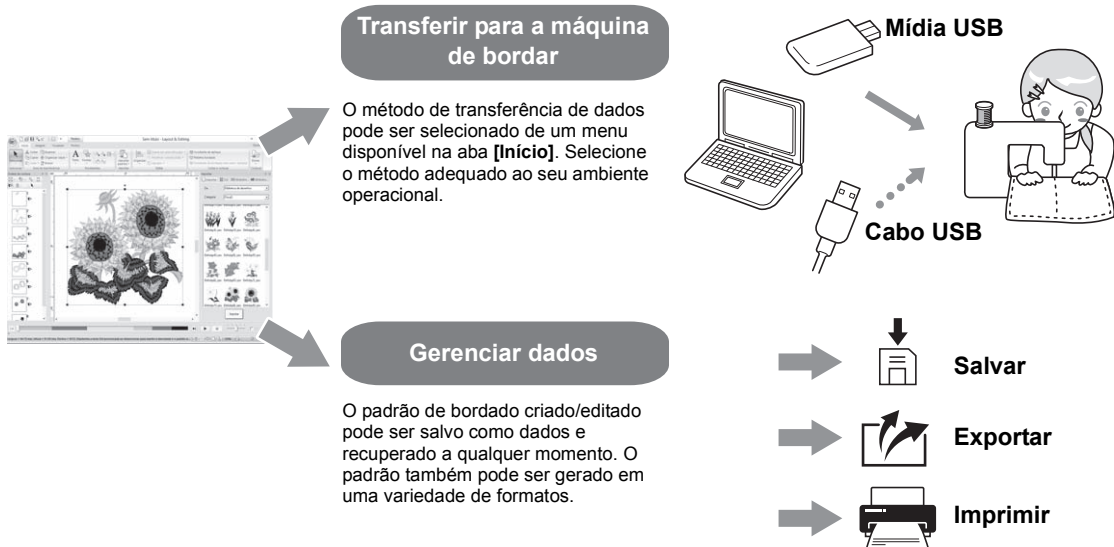 Transferir para a máquina
de bordar
O método de transferência de dados
pode ser selecionado de um menu
disponível na aba [Início]. Selecione
o método adequado ao seu ambiente
operacional.
Mídia USB
Cabo USB
Gerenciar dados
O padrão de bordado criado/editado
pode ser salvo como dados e
recuperado a qualquer momento. O
padrão também pode ser gerado em
uma variedade de formatos.
Salvar
Exportar
Imprimir